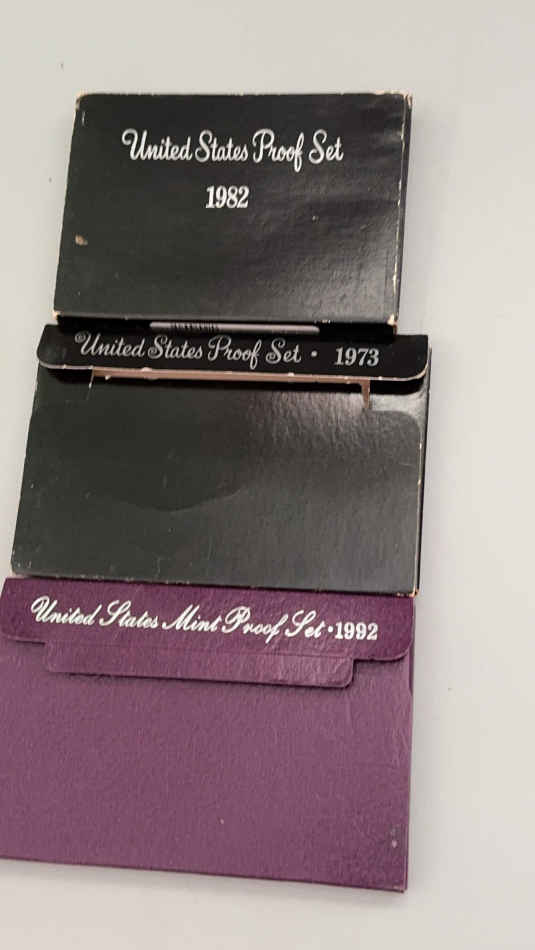 United States Proof Set
1982
United States Proof Set • 1973
United States Mint Proof Set • 1992